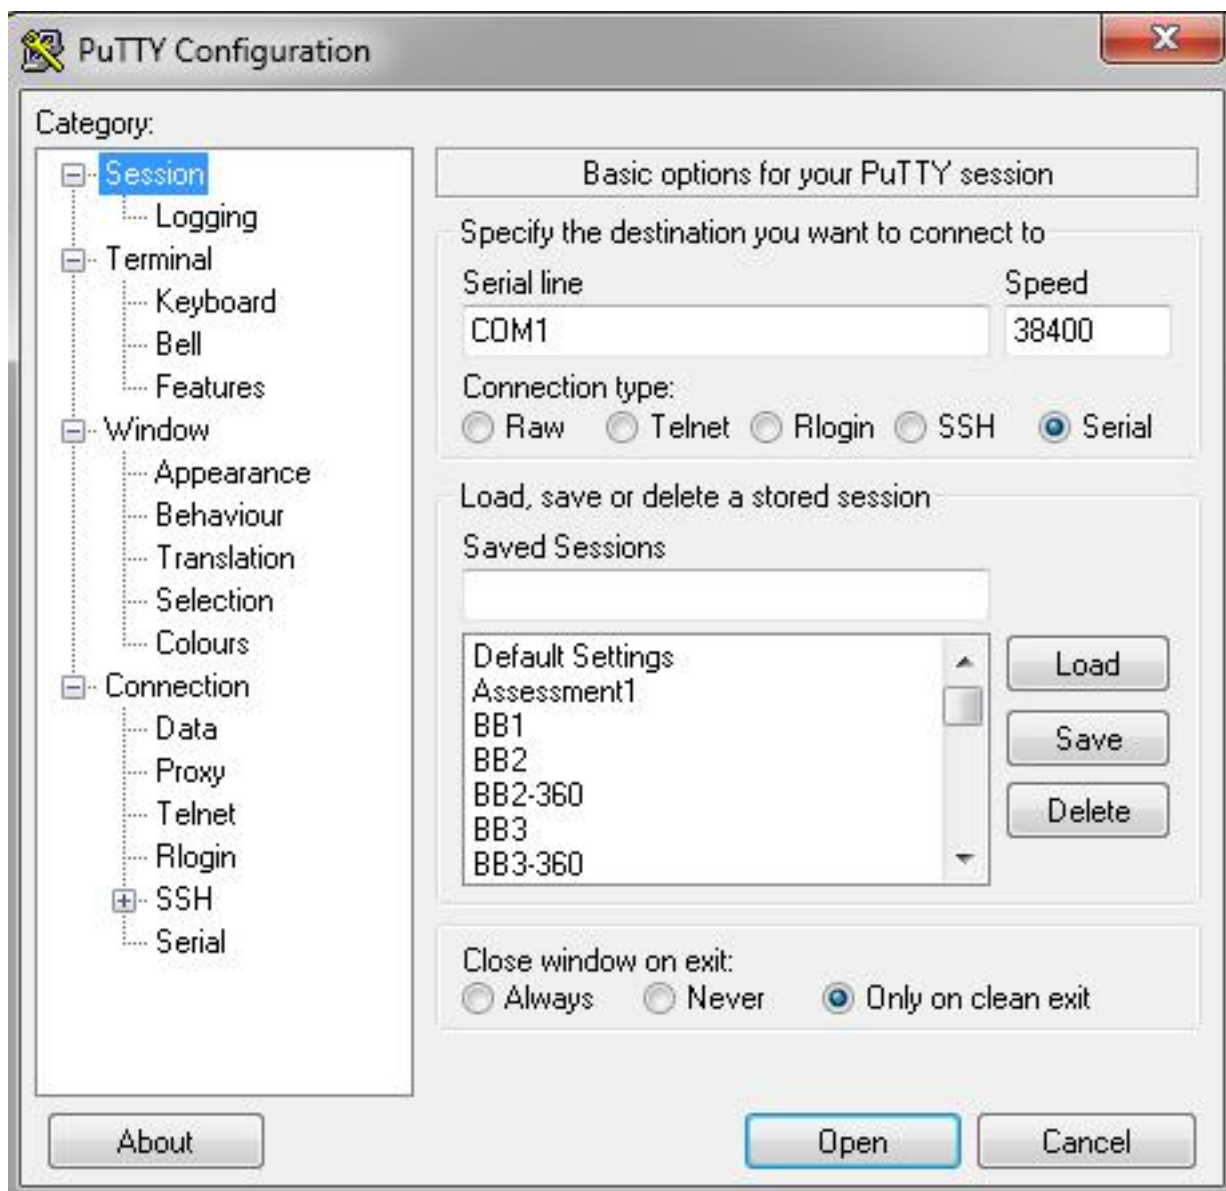 PuTTY Configuration
Category:
Session
Logging
Terminal
Keyboard
Bell
Features
Window
Appearance
Behaviour
Translation
Selection
Colours
Connection
Data
Proxy
Telnet
Rlogin
SSH
Serial
Basic options for your PuTTY session
Specify the destination you want to connect to
Serial line Speed
COM1 38400
Connection type:
Raw Telnet Rlogin SSH Serial
Load, save or delete a stored session
Saved Sessions
Default Settings
Assessment1
BB1
BB2
BB2-360
BB3
BB3-360
Load
Save
Delete
Close window on exit:
Always Never Only on clean exit
About Open Cancel